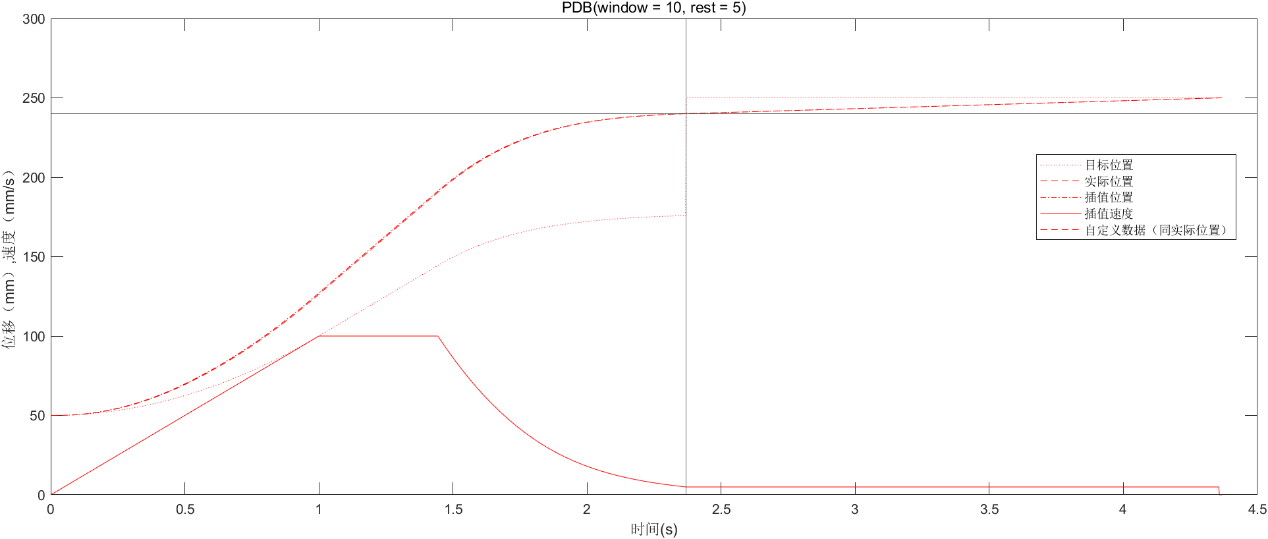 PDB(window = 10, rest = 5)
300
250
200
150
100
50
0
位移（mm）,速度（mm/s）
目标位置
实际位置
插值位置
插值速度
自定义数据（同实际位置）
0
0.5
1
1.5
2
2.5
3
3.5
4
4.5
时间(s)